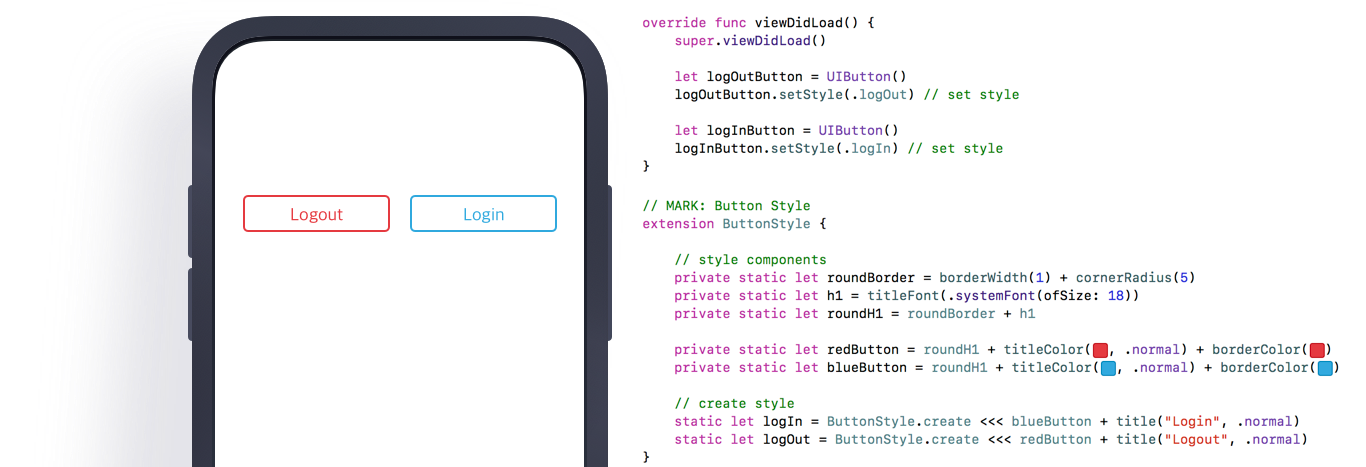 Logout
Login
override func viewDidLoad() {
    super.viewDidLoad()

    let logOutButton = UIButton()
    logOutButton.setStyle(.logOut) // set style

    let logInButton = UIButton()
    logInButton.setStyle(.logIn) // set style
}

// MARK: Button Style
extension ButtonStyle {

    // style components
    private static let roundBorder = borderWidth(1) + cornerRadius(5)
    private static let h1 = titleFont(.systemFont(ofSize: 18))
    private static let roundH1 = roundBorder + h1

    private static let redButton = roundH1 + titleColor( , .normal) + borderColor( )
    private static let blueButton = roundH1 + titleColor( , .normal) + borderColor( )

    // create style
    static let logIn = ButtonStyle.create <<< blueButton + title("Login", .normal)
    static let logOut = ButtonStyle.create <<< redButton + title("Logout", .normal)
}